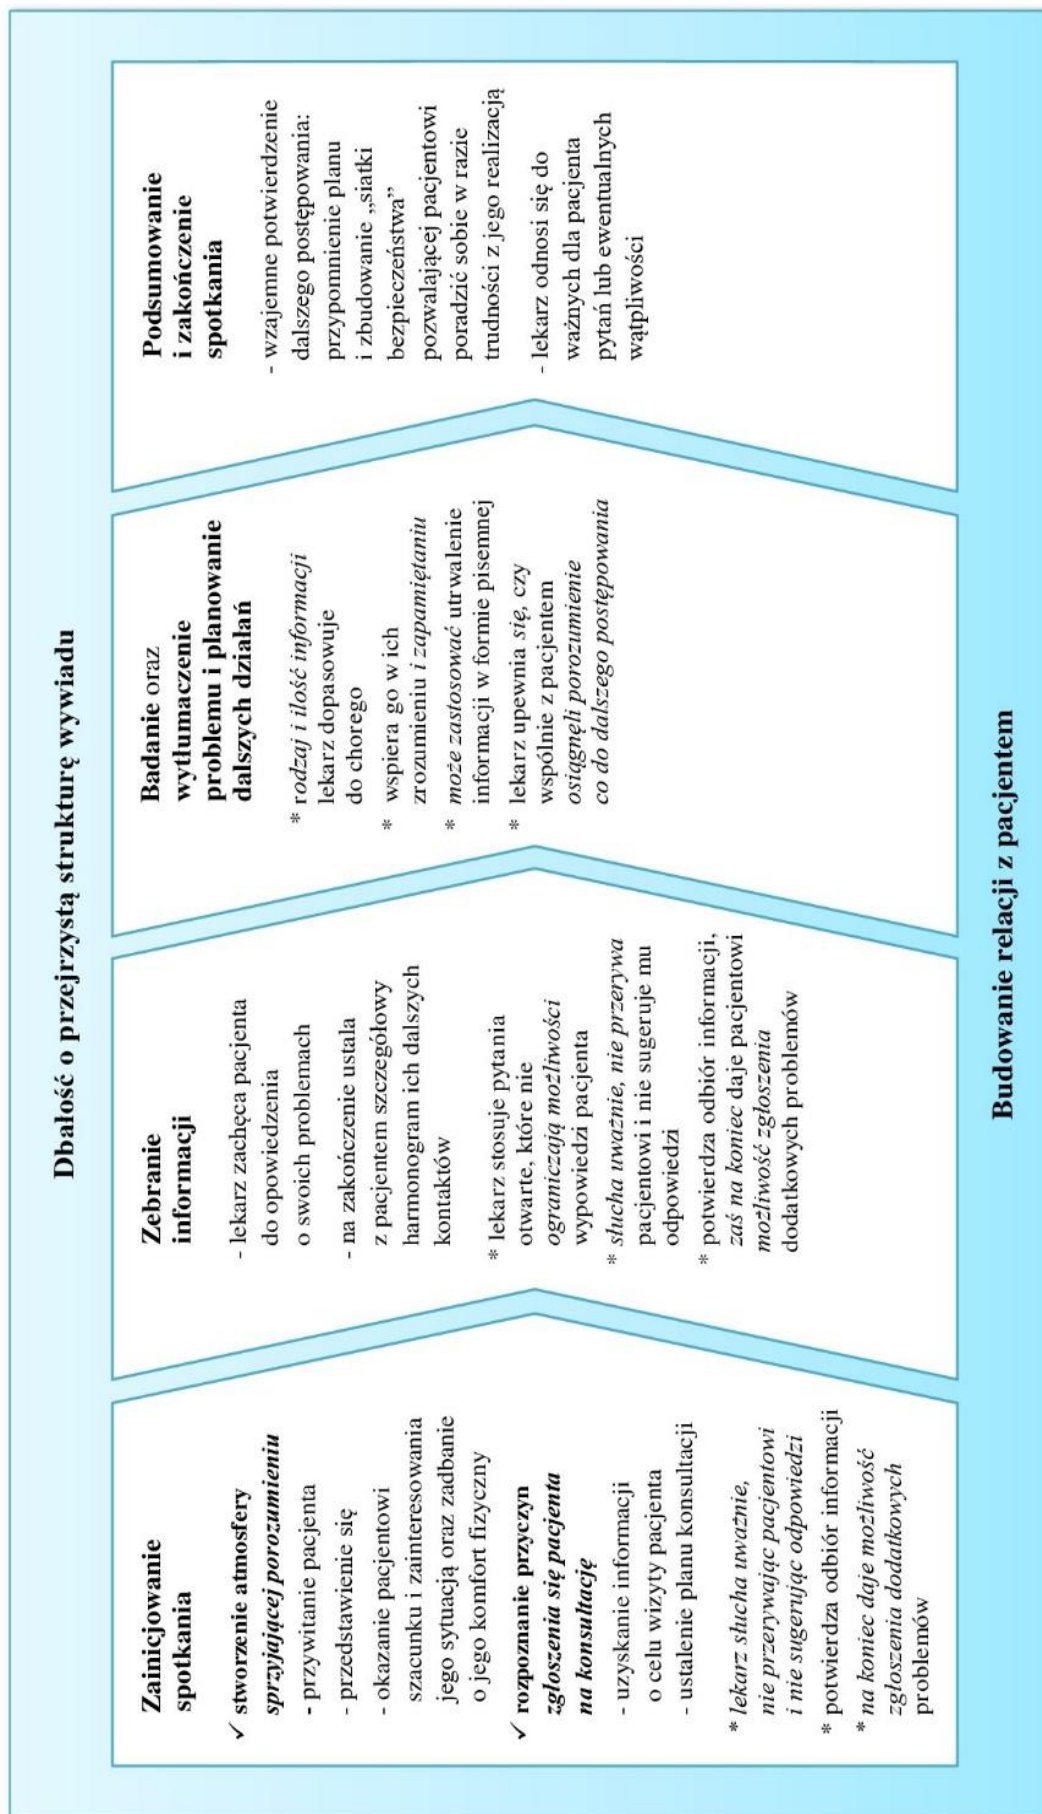 Dbałość o przejrzystą strukturę wywiadu
Zainicjowanie
spotkania
✓ stworzenie atmosfery
sprzyjającej porozumieniu
- przywitanie pacjenta
- przedstawienie się
- okazanie pacjentowi
szacunku i zainteresowania
jego sytuacją oraz zadbanie
o jego komfort fizyczny
✓ rozpoznanie przyczyn
zgłoszenia się pacjenta
na konsultację
- uzyskanie informacji
o celu wizyty pacjenta
- ustalenie planu konsultacji
* lekarz słucha uważnie,
nie przerywając pacjentowi
i nie sugerując odpowiedzi
* potwierdza odbiór informacji
* na koniec daje możliwość
zgłoszenia dodatkowych
problemów
Zebranie
informacji
- lekarz zachęca pacjenta
do opowiedzenia
o swoich problemach
- na zakończenie ustala
z pacjentem szczegółowy
harmonogram ich dalszych
kontaktów
* lekarz stosuje pytania
otwarte, które nie
ograniczają możliwości
wypowiedzi pacjenta
* słucha uważnie, nie przerywa
pacjentowi i nie sugeruje mu
odpowiedzi
* potwierdza odbiór informacji,
zaś na koniec daje pacjentowi
możliwość zgłoszenia
dodatkowych problemów
Badanie oraz
wytłumaczenie
problemu i planowanie
dalszych działań
* rodzaj i ilość informacji
lekarz dopasowuje
do chorego
* wspiera go w ich
zrozumieniu i zapamiętaniu
* może zastosować utrwalenie
informacji w formie pisemnej
* lekarz upewnia się, czy
wspólnie z pacjentem
osiągnęli porozumienie
co do dalszego postępowania
Podsumowanie
i zakończenie
spotkania
- wzajemne potwierdzenie
dalszego postępowania:
przypomnienie planu
i zbudowanie „siatki
bezpieczeństwa”
pozwalającej pacjentowi
poradzić sobie w razie
trudności z jego realizacją
- lekarz odnosi się do
ważnych dla pacjenta
pytań lub ewentualnych
wątpliwości
Budowanie relacji z pacjentem